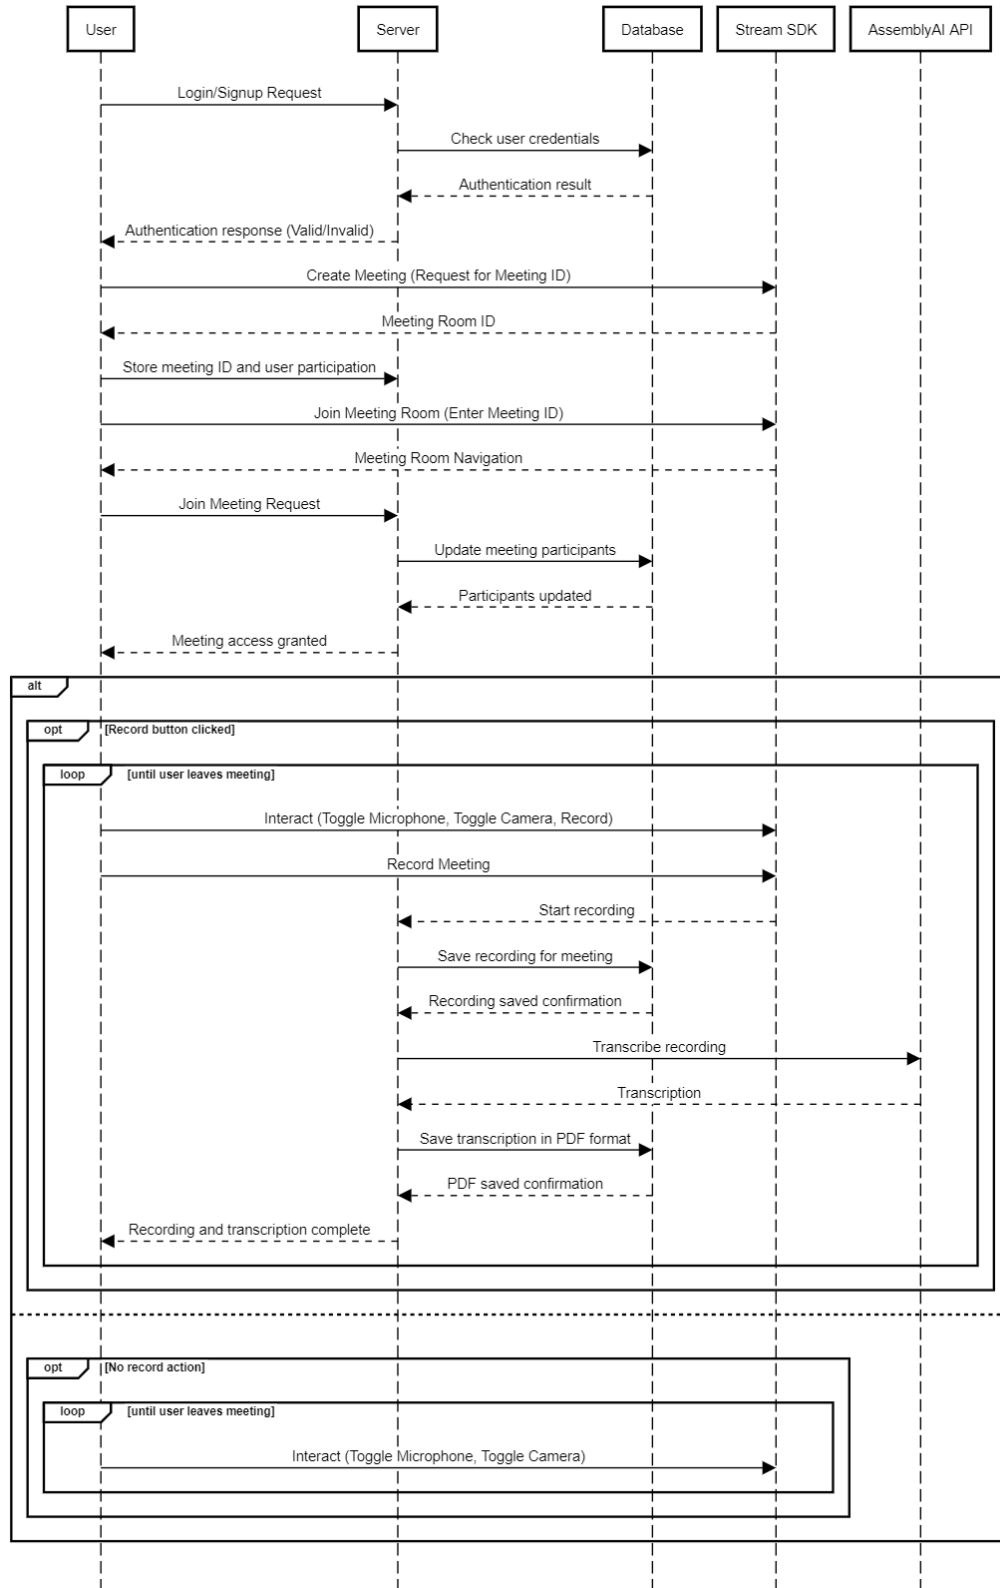 User
Server
Database
Stream SDK
AssemblyAI API
Login/Signup Request
Check user credentials
Authentication result
Authentication response (Valid/Invalid)
Create Meeting (Request for Meeting ID)
Meeting Room ID
Store meeting ID and user participation
Join Meeting Room (Enter Meeting ID)
Meeting Room Navigation
Join Meeting Request
Update meeting participants
Participants updated
Meeting access granted
alt
opt
[Record button clicked]
loop
[until user leaves meeting]
Interact (Toggle Microphone, Toggle Camera, Record)
Record Meeting
Start recording
Save recording for meeting
Recording saved confirmation
Transcribe recording
Transcription
Save transcription in PDF format
PDF saved confirmation
Recording and transcription complete
opt
[No record action]
loop
[until user leaves meeting]
Interact (Toggle Microphone, Toggle Camera)